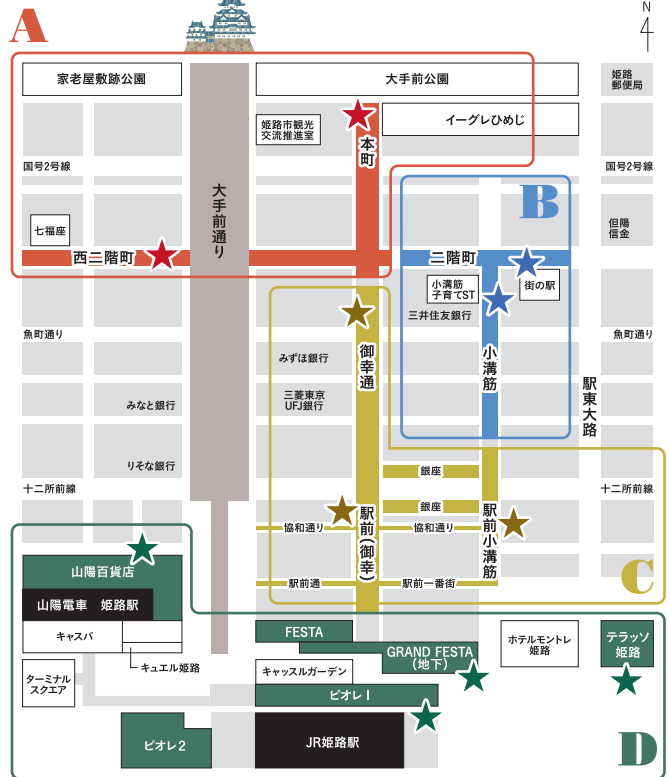 A
N
家老屋敷跡公園
大手前公園
姫路
郵便局
姫路市観光
交流推進室
イーグレひめじ
本町
国号2号線
国号2号線
大手前通り
B
七福座
但陽
信金
西二階町
二階町
小溝筋
子育てST
街の駅
三井住友銀行
魚町通り
魚町通り
御幸通
小溝筋
みずほ銀行
駅東大路
みなと銀行
三菱東京
UFJ銀行
りそな銀行
銀座
十二所前線
十二所前線
銀座
駅前(御幸)
駅前小溝筋
協和通り
協和通り
C
山陽百貨店
駅前通
駅前一番街
山陽電車 姫路駅
キャスパ
FESTA
GRAND FESTA
(地下)
ホテルモントレ
姫路
テラッソ
姫路
キュエル姫路
キャッスルガーデン
ターミナル
スクエア
ピオレ1
ピオレ2
JR姫路駅
D